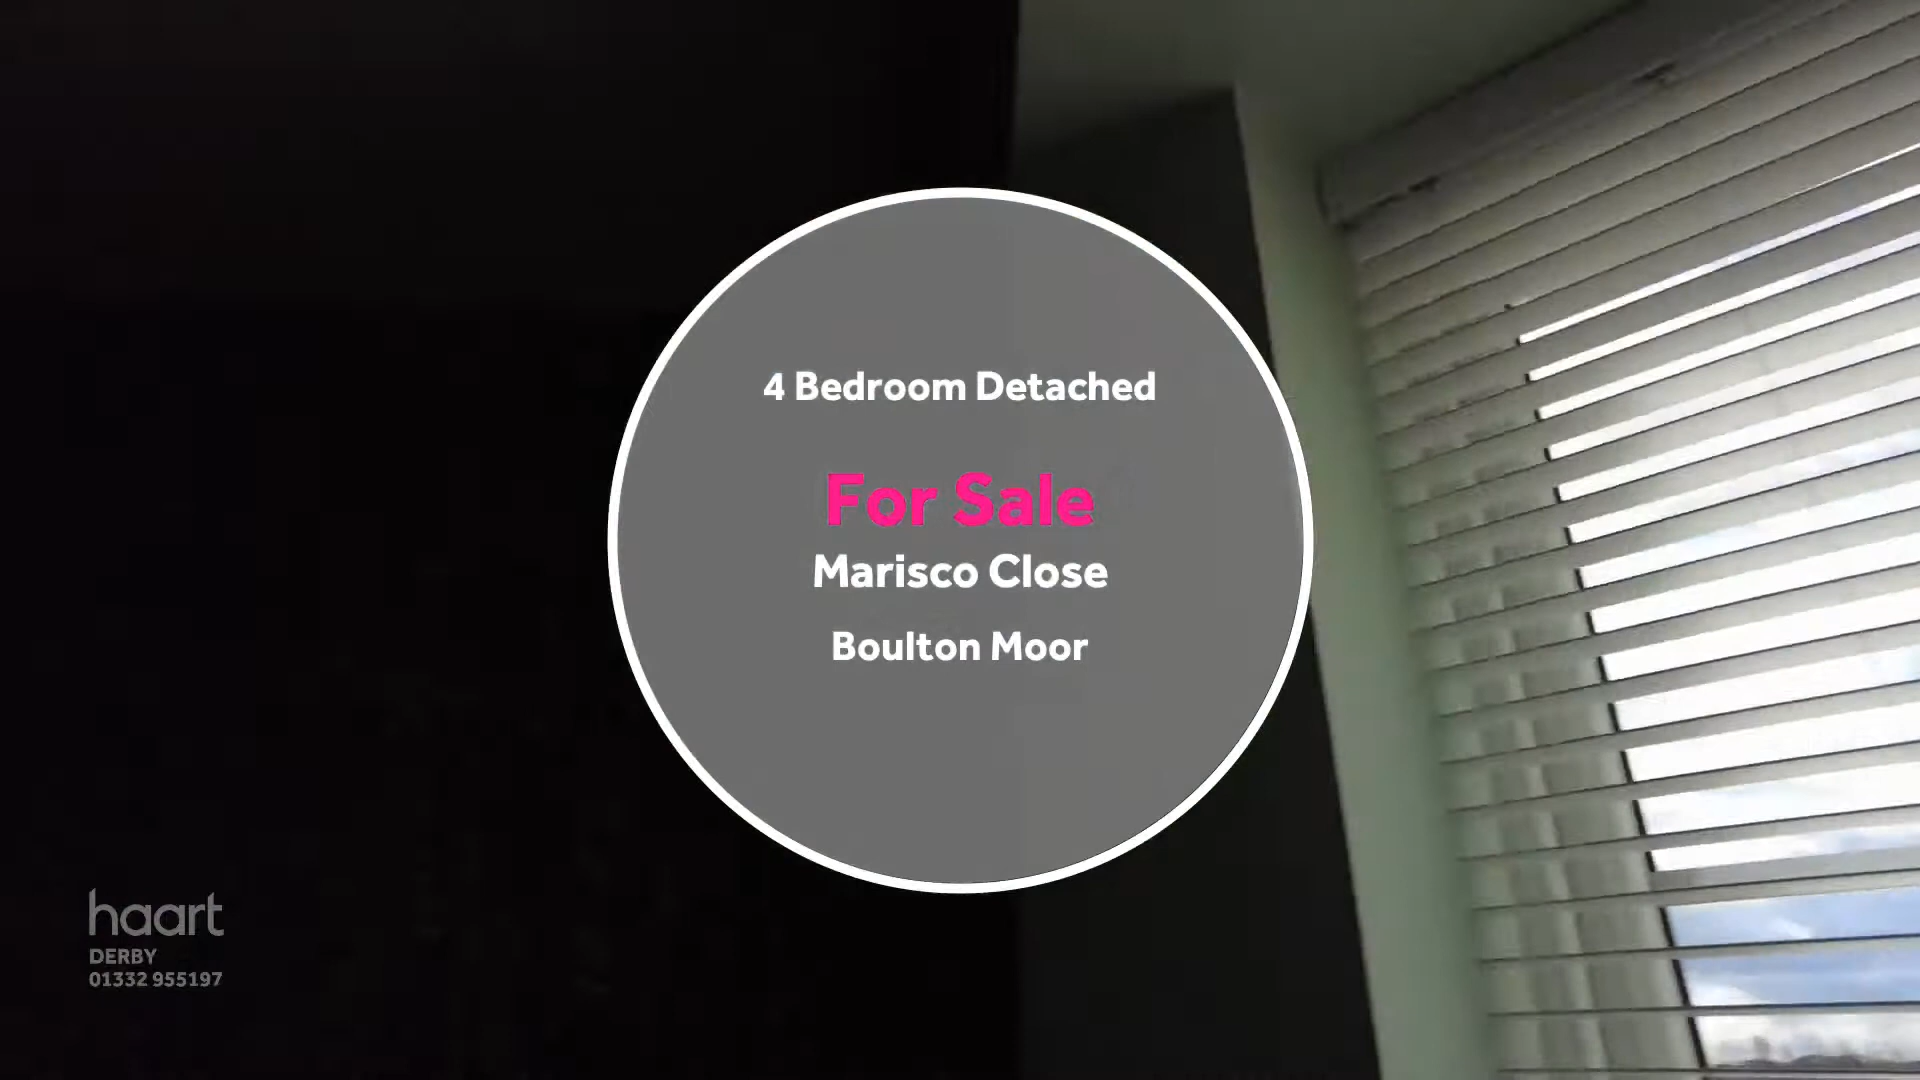 4 Bedroom Detached
For Sale
Marisco Close
Boulton Moor
haart
DERBY
01332 955197